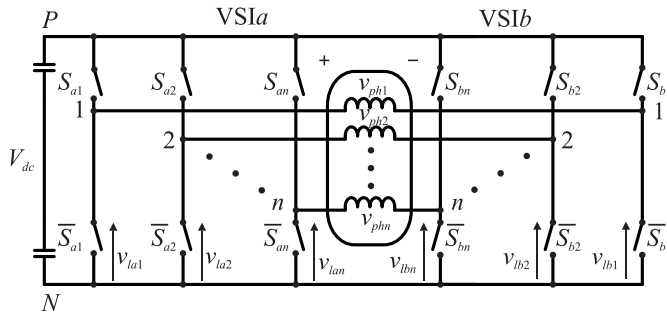 P VSIa VSIb
+ −
S_a1 S_a2 S_an v_ph1 S_bn S_b2 S_b
1 v_ph2 1
2 2
V_dc
n n
v_phn
S̅_a1 S̅_a2 S̅_an S̅_bn S̅_b2 S̅_b
v_la1 v_la2 v_lan v_lbn v_lb2 v_lb1
N